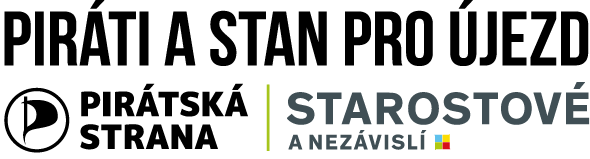 PIRÁTI A STAN PRO ÚJEZD
PIRÁTSKÁ
STRANA
STAROSTOVÉ
A NEZÁVISLÍ